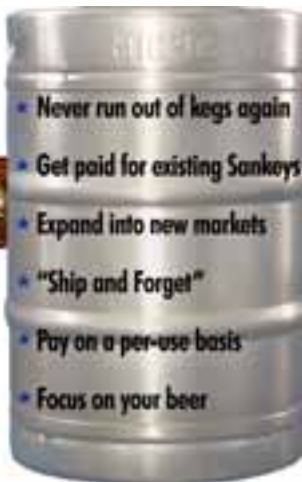 ★ Never run out of kegs again
★ Get paid for existing Sankeys
★ Expand into new markets
★ "Ship and Forget"
★ Pay on a per-use basis
★ Focus on your beer